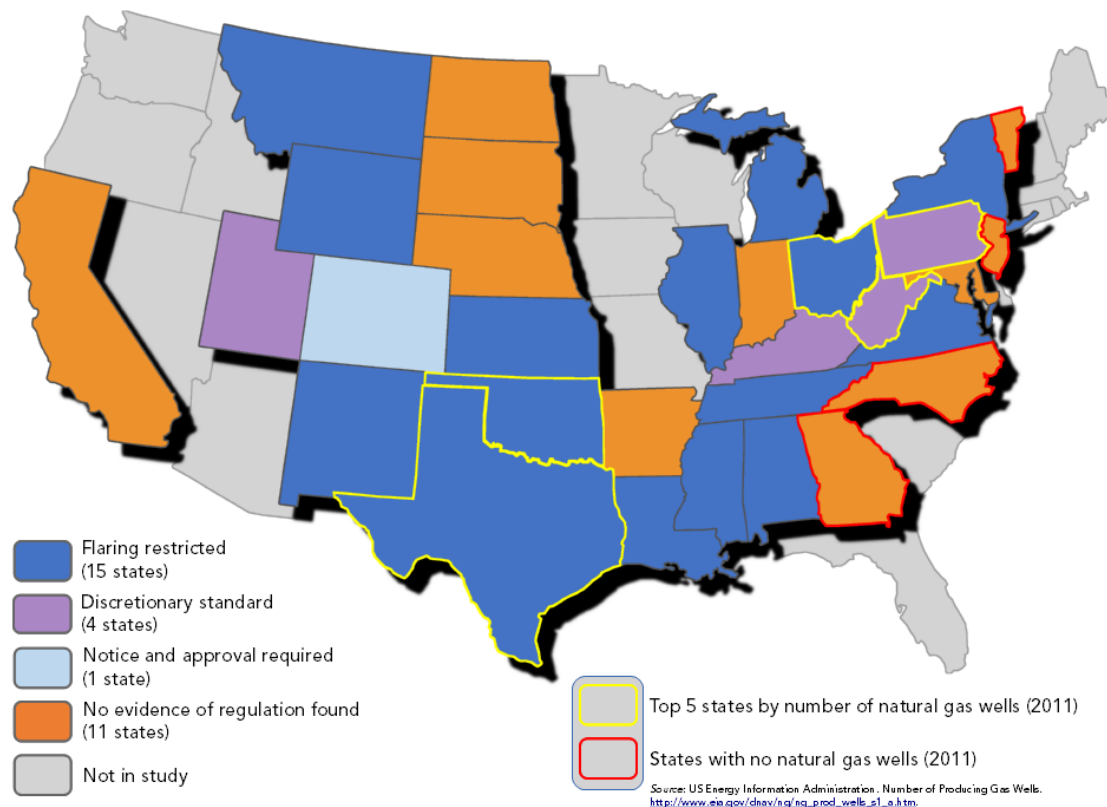 Flaring restricted
(15 states)
Discretionary standard
(4 states)
Notice and approval required
(1 state)
No evidence of regulation found
(11 states)
Not in study
Top 5 states by number of natural gas wells (2011)
States with no natural gas wells (2011)
Source: US Energy Information Administration. Number of Producing Gas Wells.
http://www.eia.gov/dnav/ng/ng_prod_wells_s1_a.htm.